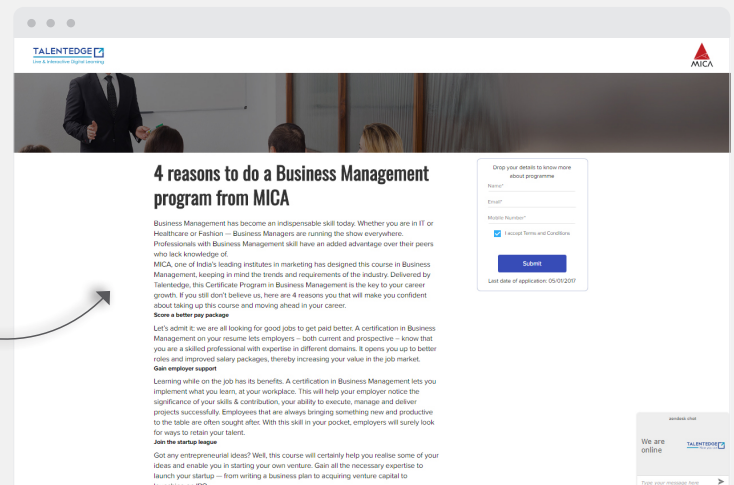 TALENTEDGE
Live & Interactive Digital Learning
MICA
4 reasons to do a Business Management
program from MICA
Business Management has become an indispensable skill today. Whether you are in IT or
Healthcare or Fashion — Business Managers are running the show everywhere.
Professionals with Business Management skill have an added advantage over their peers
who lack knowledge of.
MICA, one of India's leading institutes in marketing has designed this course in Business
Management, keeping in mind the trends and requirements of the industry. Delivered by
Talentedge, this Certificate Program in Business Management is the key to your career
growth. If you still don't believe us, here are 4 reasons you that will make you confident
about taking up this course and moving ahead in your career.
Score a better pay package
Let's admit it: we are all looking for good jobs to get paid better. A certification in Business
Management on your resume lets employers – both current and prospective – know that
you are a skilled professional with expertise in different domains. It opens you up to better
roles and improved salary packages, thereby increasing your value in the job market.
Gain employer support
Learning while on the job has its benefits. A certification in Business Management lets you
implement what you learn, at your workplace. This will help your employer notice the
significance of your skills & contribution, your ability to execute, manage and deliver
projects successfully. Employees that are always bringing something new and productive
to the table are often sought after. With this skill in your pocket, employers will surely look
for ways to retain your talent.
Join the startup league
Got any entrepreneurial ideas? Well, this course will certainly help you realise some of your
ideas and enable you in starting your own venture. Gain all the necessary expertise to
launch your startup — from writing a business plan to acquiring venture capital to
Drop your details to know more
about programme
Name*
Email*
Mobile Number*
I accept Terms and Conditions
Submit
Last date of application: 05/01/2017
chat
We are
online
TALENTEDGE
Type your message here